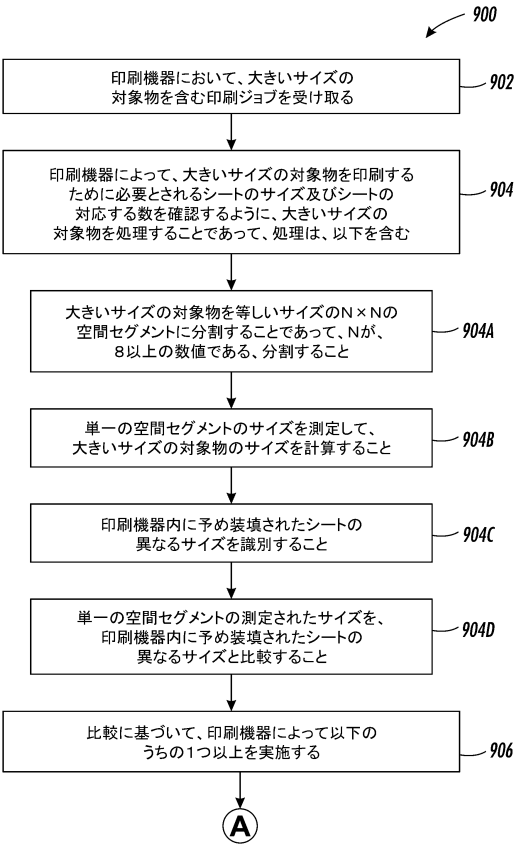 900
印刷機器において、大きいサイズの
対象物を含む印刷ジョブを受け取る
902
印刷機器によって、大きいサイズの対象物を印刷する
ために必要とされるシートのサイズ及びシートの
対応する数を確認するように、大きいサイズの
対象物を処理することであって、処理は、以下を含む
904
大きいサイズの対象物を等しいサイズのN×Nの
空間セグメントに分割することであって、Nが、
8以上の数値である、分割すること
904A
単一の空間セグメントのサイズを測定して、
大きいサイズの対象物のサイズを計算すること
904B
印刷機器内に予め装填されたシートの
異なるサイズを識別すること
904C
単一の空間セグメントの測定されたサイズを、
印刷機器内に予め装填されたシートの
異なるサイズと比較すること
904D
比較に基づいて、印刷機器によって以下の
うちの1つ以上を実施する
906
A